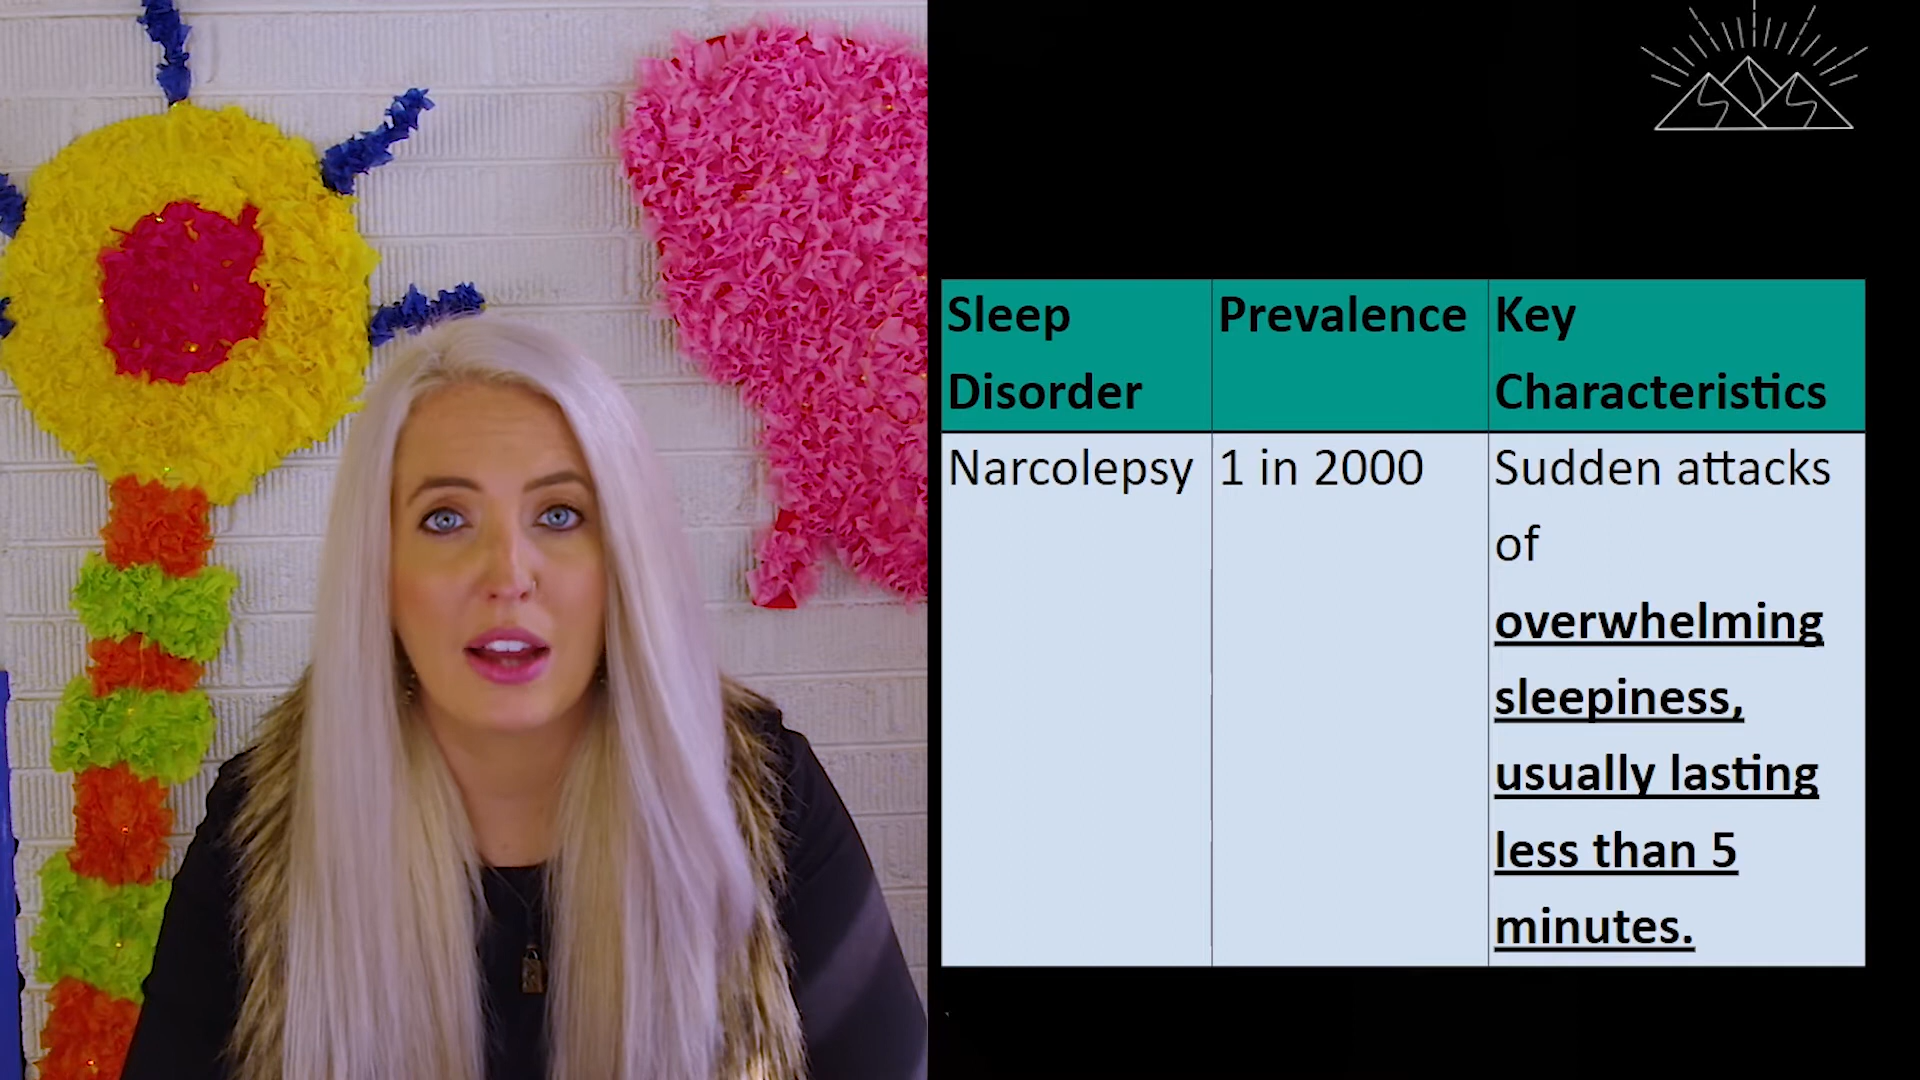 Sleep Disorder
Prevalence
Key Characteristics
Narcolepsy
1 in 2000
Sudden attacks
of
overwhelming
sleepiness,
usually lasting
less than 5
minutes.